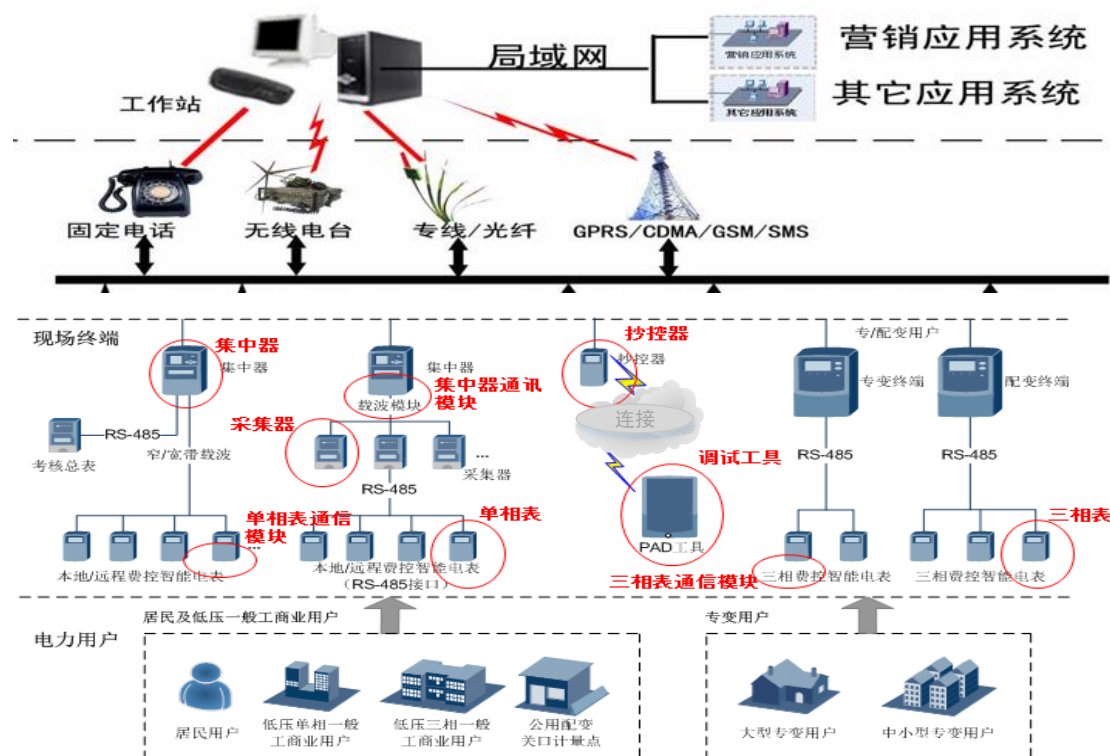 局域网
营销应用系统
营销应用系统
其它应用系统
其它应用系统
工作站
固定电话
无线电台
专线/光纤
GPRS/CDMA/GSM/SMS
现场终端
集中器
集中器
集中器
集中器通讯
模块
载波模块
抄控器
抄控器
专/配变用户
专变终端
配变终端
采集器
连接
RS-485
考核总表
窄/宽带载波
...
采集器
RS-485
调试工具
RS-485
RS-485
单相表通信
模块
...
单相表
三相表
PAD工具
本地/远程费控智能电表
本地/远程费控智能电表
(RS-485接口)
三相表通信模块
三相费控智能电表
三相费控智能电表
居民及低压一般工商业用户
专变用户
电力用户
居民用户
低压单相一般
工商业用户
低压三相一般
工商业用户
公用配变
关口计量点
大型专变用户
中小型专变用户